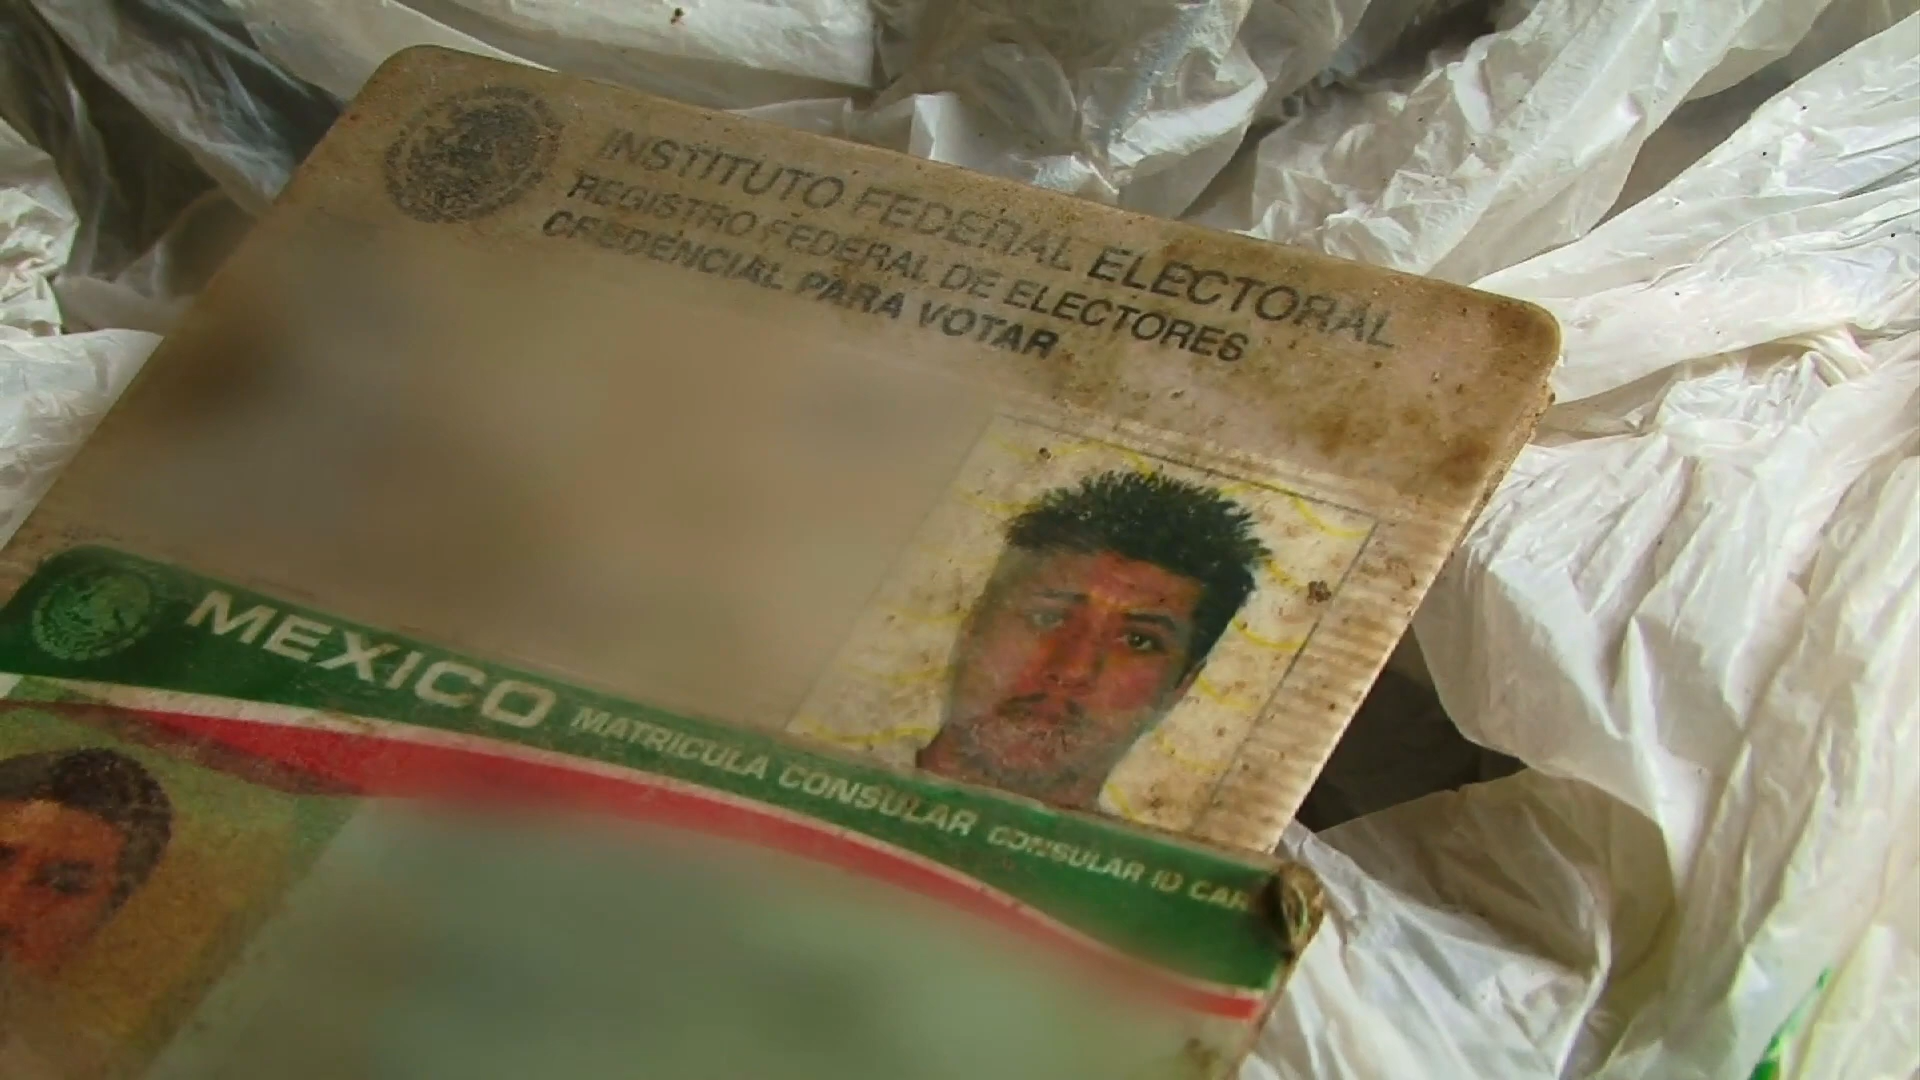 INSTITUTO FEDERAL ELECTORAL
REGISTRO FEDERAL DE ELECTORES
CREDENCIAL PARA VOTAR
MEXICO MATRICULA CONSULAR CONSULAR ID CAR